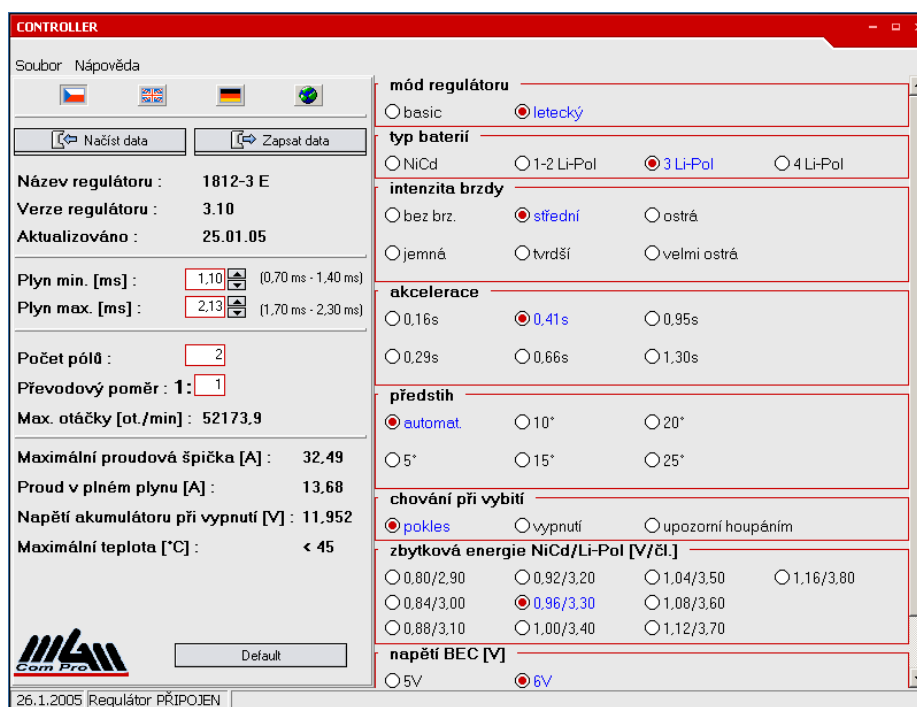 CONTROLLER
Soubor Nápověda
Načíst data Zapsat data
Název regulátoru : 1812-3 E
Verze regulátoru : 3.10
Aktualizováno : 25.01.05
Plyn min. [ms] : 1,10 (0,70 ms - 1,40 ms)
Plyn max. [ms] : 2,13 (1,70 ms - 2,30 ms)
Počet pólů : 2
Převodový poměr : 1: 1
Max. otáčky [ot./min] : 52173,9
Maximální proudová špička [A] : 32,49
Proud v plném plynu [A] : 13,68
Napětí akumulátoru při vypnutí [V] : 11,952
Maximální teplota [°C] : < 45
MGM
Com Pro
Default
mód regulátoru
basic letecký
typ baterií
NiCd 1-2 Li-Pol 3 Li-Pol 4 Li-Pol
intenzita brzdy
bez brz. střední ostrá
jemná tvrdší velmi ostrá
akcelerace
0,16s 0,41s 0,95s
0,29s 0,66s 1,30s
předstih
automat. 10° 20°
5° 15° 25°
chování při vybití
pokles vypnutí upozorní houpáním
zbytková energie NiCd/Li-Pol [V/čl.]
0,80/2,90 0,92/3,20 1,04/3,50 1,16/3,80
0,84/3,00 0,96/3,30 1,08/3,60
0,88/3,10 1,00/3,40 1,12/3,70
napětí BEC [V]
5V 6V
26.1.2005 Regulátor PŘIPOJEN